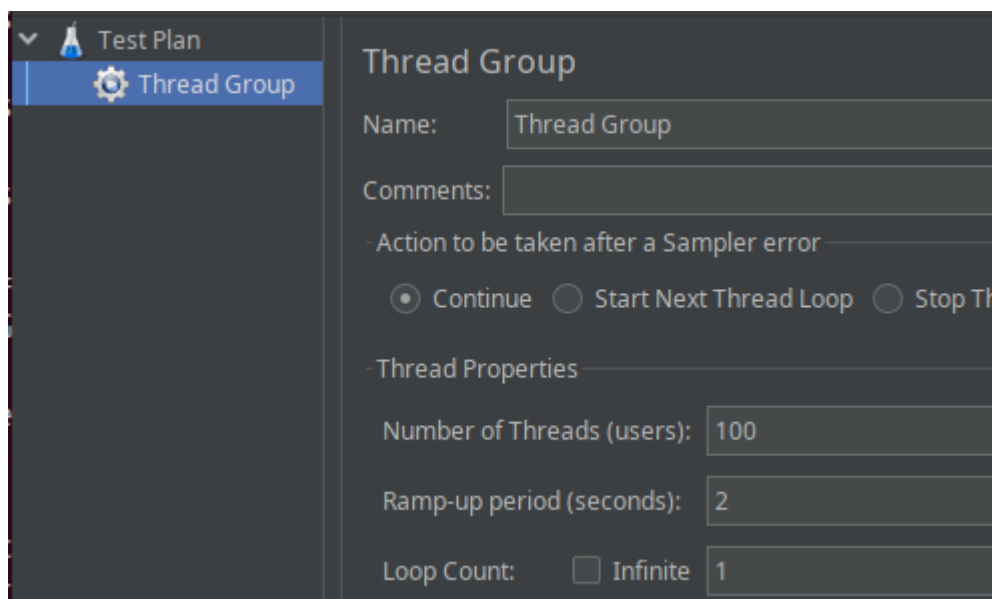 Test Plan
Thread Group
Thread Group
Name: Thread Group
Comments:
Action to be taken after a Sampler error
Continue Start Next Thread Loop Stop
Thread Properties
Number of Threads (users): 100
Ramp-up period (seconds): 2
Loop Count: Infinite 1